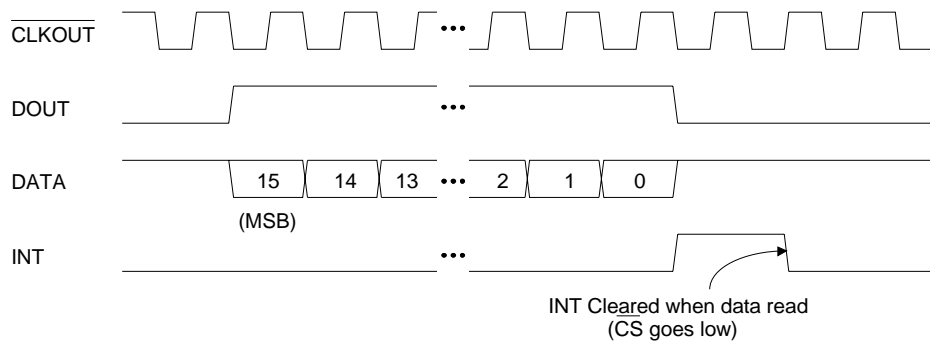 CLKOUT
•••
DOUT
•••
DATA
15 14 13 ••• 2 1 0
(MSB)
INT
•••
INT Cleared when data read
(CS goes low)